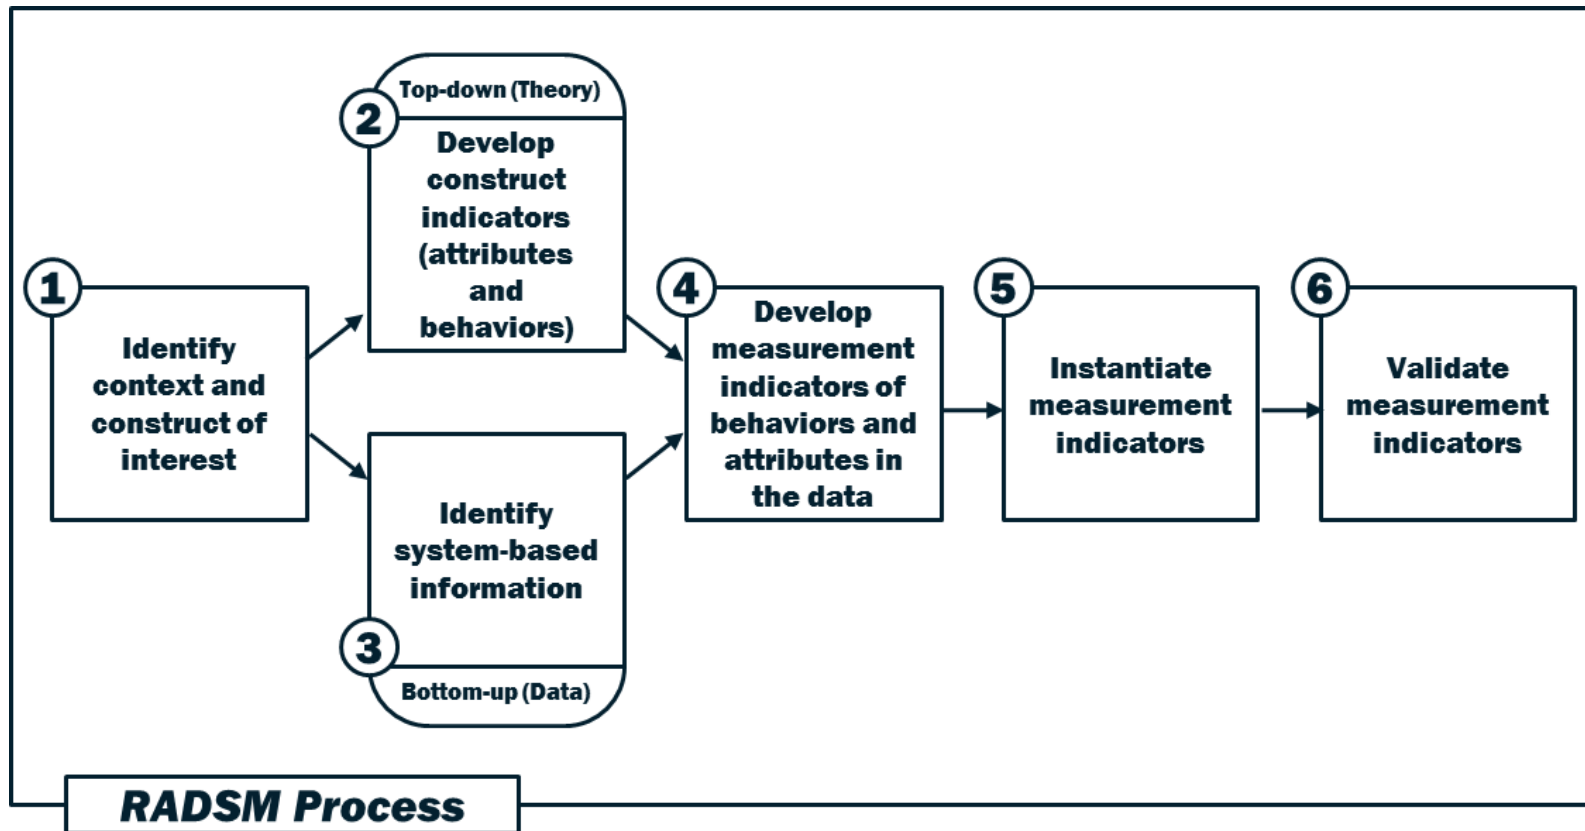 1
Identify
context and
construct of
interest
2
Top-down (Theory)
Develop
construct
indicators
(attributes
and
behaviors)
3
Identify
system-based
information
Bottom-up (Data)
4
Develop
measurement
indicators of
behaviors and
attributes in
the data
5
Instantiate
measurement
indicators
6
Validate
measurement
indicators
RADSM Process